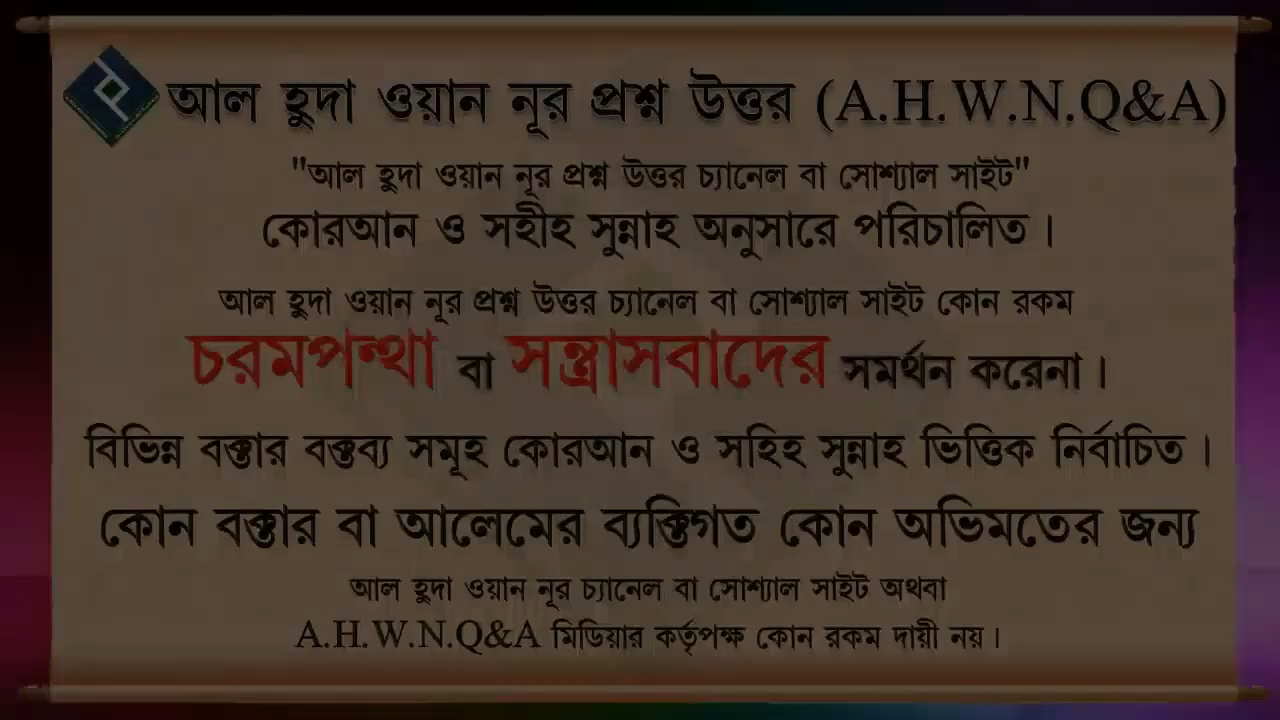 আল হুদা ওয়ান নূর প্রশ্ন উত্তর (A.H.W.N.Q&A)
"আল হুদা ওয়ান নূর প্রশ্ন উত্তর চ্যানেল বা সোশ্যাল সাইট"
কোরআন ও সহীহ সুন্নাহ অনুসারে পরিচালিত।
আল হুদা ওয়ান নূর প্রশ্ন উত্তর চ্যানেল বা সোশ্যাল সাইট কোন রকম
চরমপন্থা বা সন্ত্রাসবাদের সমর্থন করেনা।
বিভিন্ন বক্তার বক্তব্য সমূহ কোরআন ও সহিহ সুন্নাহ ভিত্তিক নির্বাচিত।
কোন বক্তার বা আলেমের ব্যক্তিগত কোন অভিমতের জন্য
আল হুদা ওয়ান নূর চ্যানেল বা সোশ্যাল সাইট অথবা
A.H.W.N.Q&A মিডিয়ার কর্তৃপক্ষ কোন রকম দায়ী নয়।